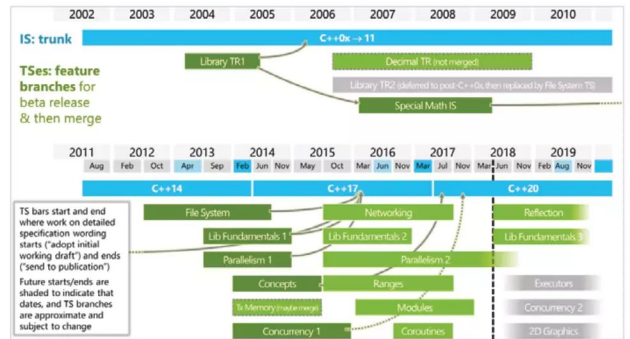 2002 2003 2004 2005 2006 2007 2008 2009 2010
IS: trunk
C++0x → 11
TSes: feature
branches for
beta release
& then merge
Library TR1
Decimal TR (not merged)
Library TR2 (deferred to post-C++0x, then replaced by File System TS)
Special Math IS
2011 2012 2013 2014 2015 2016 2017 2018 2019
Aug Feb Oct Apr Sep Feb Jun Nov May Oct Mar Jun Nov Mar Jul Nov Mar Jun Nov Feb Aug Nov
C++14 C++17 C++20
TS bars start and end
where work on detailed
specification wording
starts ("adopt initial
working draft") and ends
("send to publication")
Future starts/ends are
shaded to indicate that
dates, and TS branches
are approximate and
subject to change
File System Networking Reflection
Lib Fundamentals 1 Lib Fundamentals 2 Lib Fundamentals 3
Parallelism 1 Parallelism 2
Concepts Ranges Executors
Tx Memory (maybe merge) Modules Concurrency 2
Concurrency 1 Coroutines 2D Graphics